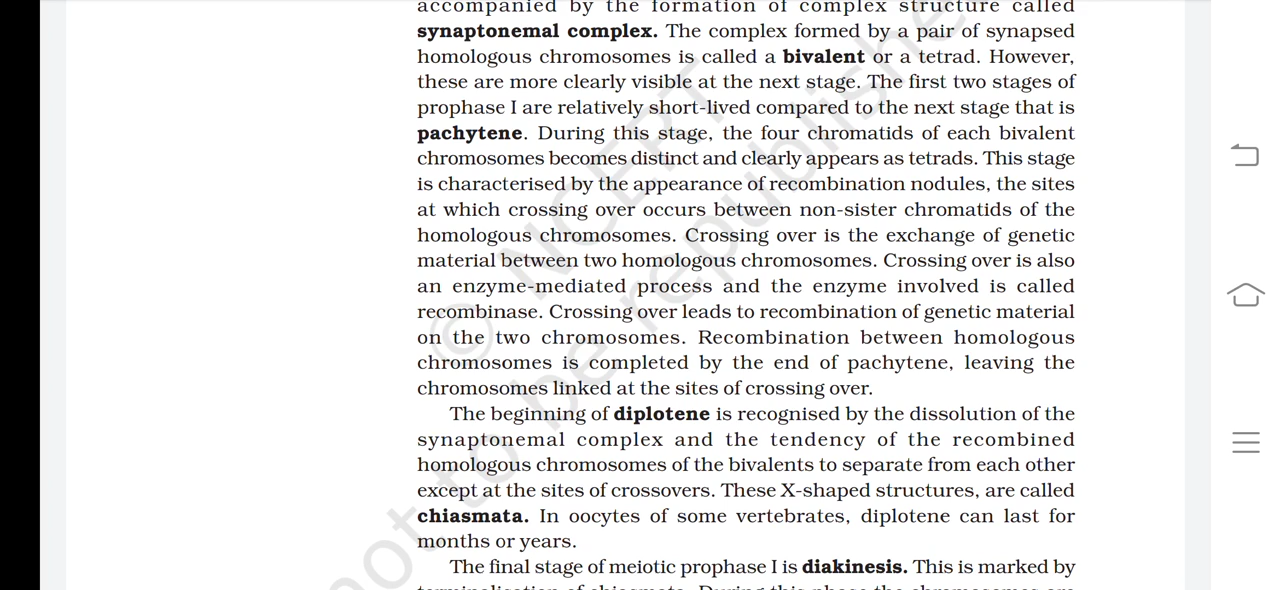 accompanied by the formation of complex structure called
synaptonemal complex. The complex formed by a pair of synapsed
homologous chromosomes is called a bivalent or a tetrad. However,
these are more clearly visible at the next stage. The first two stages of
prophase I are relatively short-lived compared to the next stage that is
pachytene. During this stage, the four chromatids of each bivalent
chromosomes becomes distinct and clearly appears as tetrads. This stage
is characterised by the appearance of recombination nodules, the sites
at which crossing over occurs between non-sister chromatids of the
homologous chromosomes. Crossing over is the exchange of genetic
material between two homologous chromosomes. Crossing over is also
an enzyme-mediated process and the enzyme involved is called
recombinase. Crossing over leads to recombination of genetic material
on the two chromosomes. Recombination between homologous
chromosomes is completed by the end of pachytene, leaving the
chromosomes linked at the sites of crossing over.
The beginning of diplotene is recognised by the dissolution of the
synaptonemal complex and the tendency of the recombined
homologous chromosomes of the bivalents to separate from each other
except at the sites of crossovers. These X-shaped structures, are called
chiasmata. In oocytes of some vertebrates, diplotene can last for
months or years.
The final stage of meiotic prophase I is diakinesis. This is marked by
© NCERT
not to be republishe